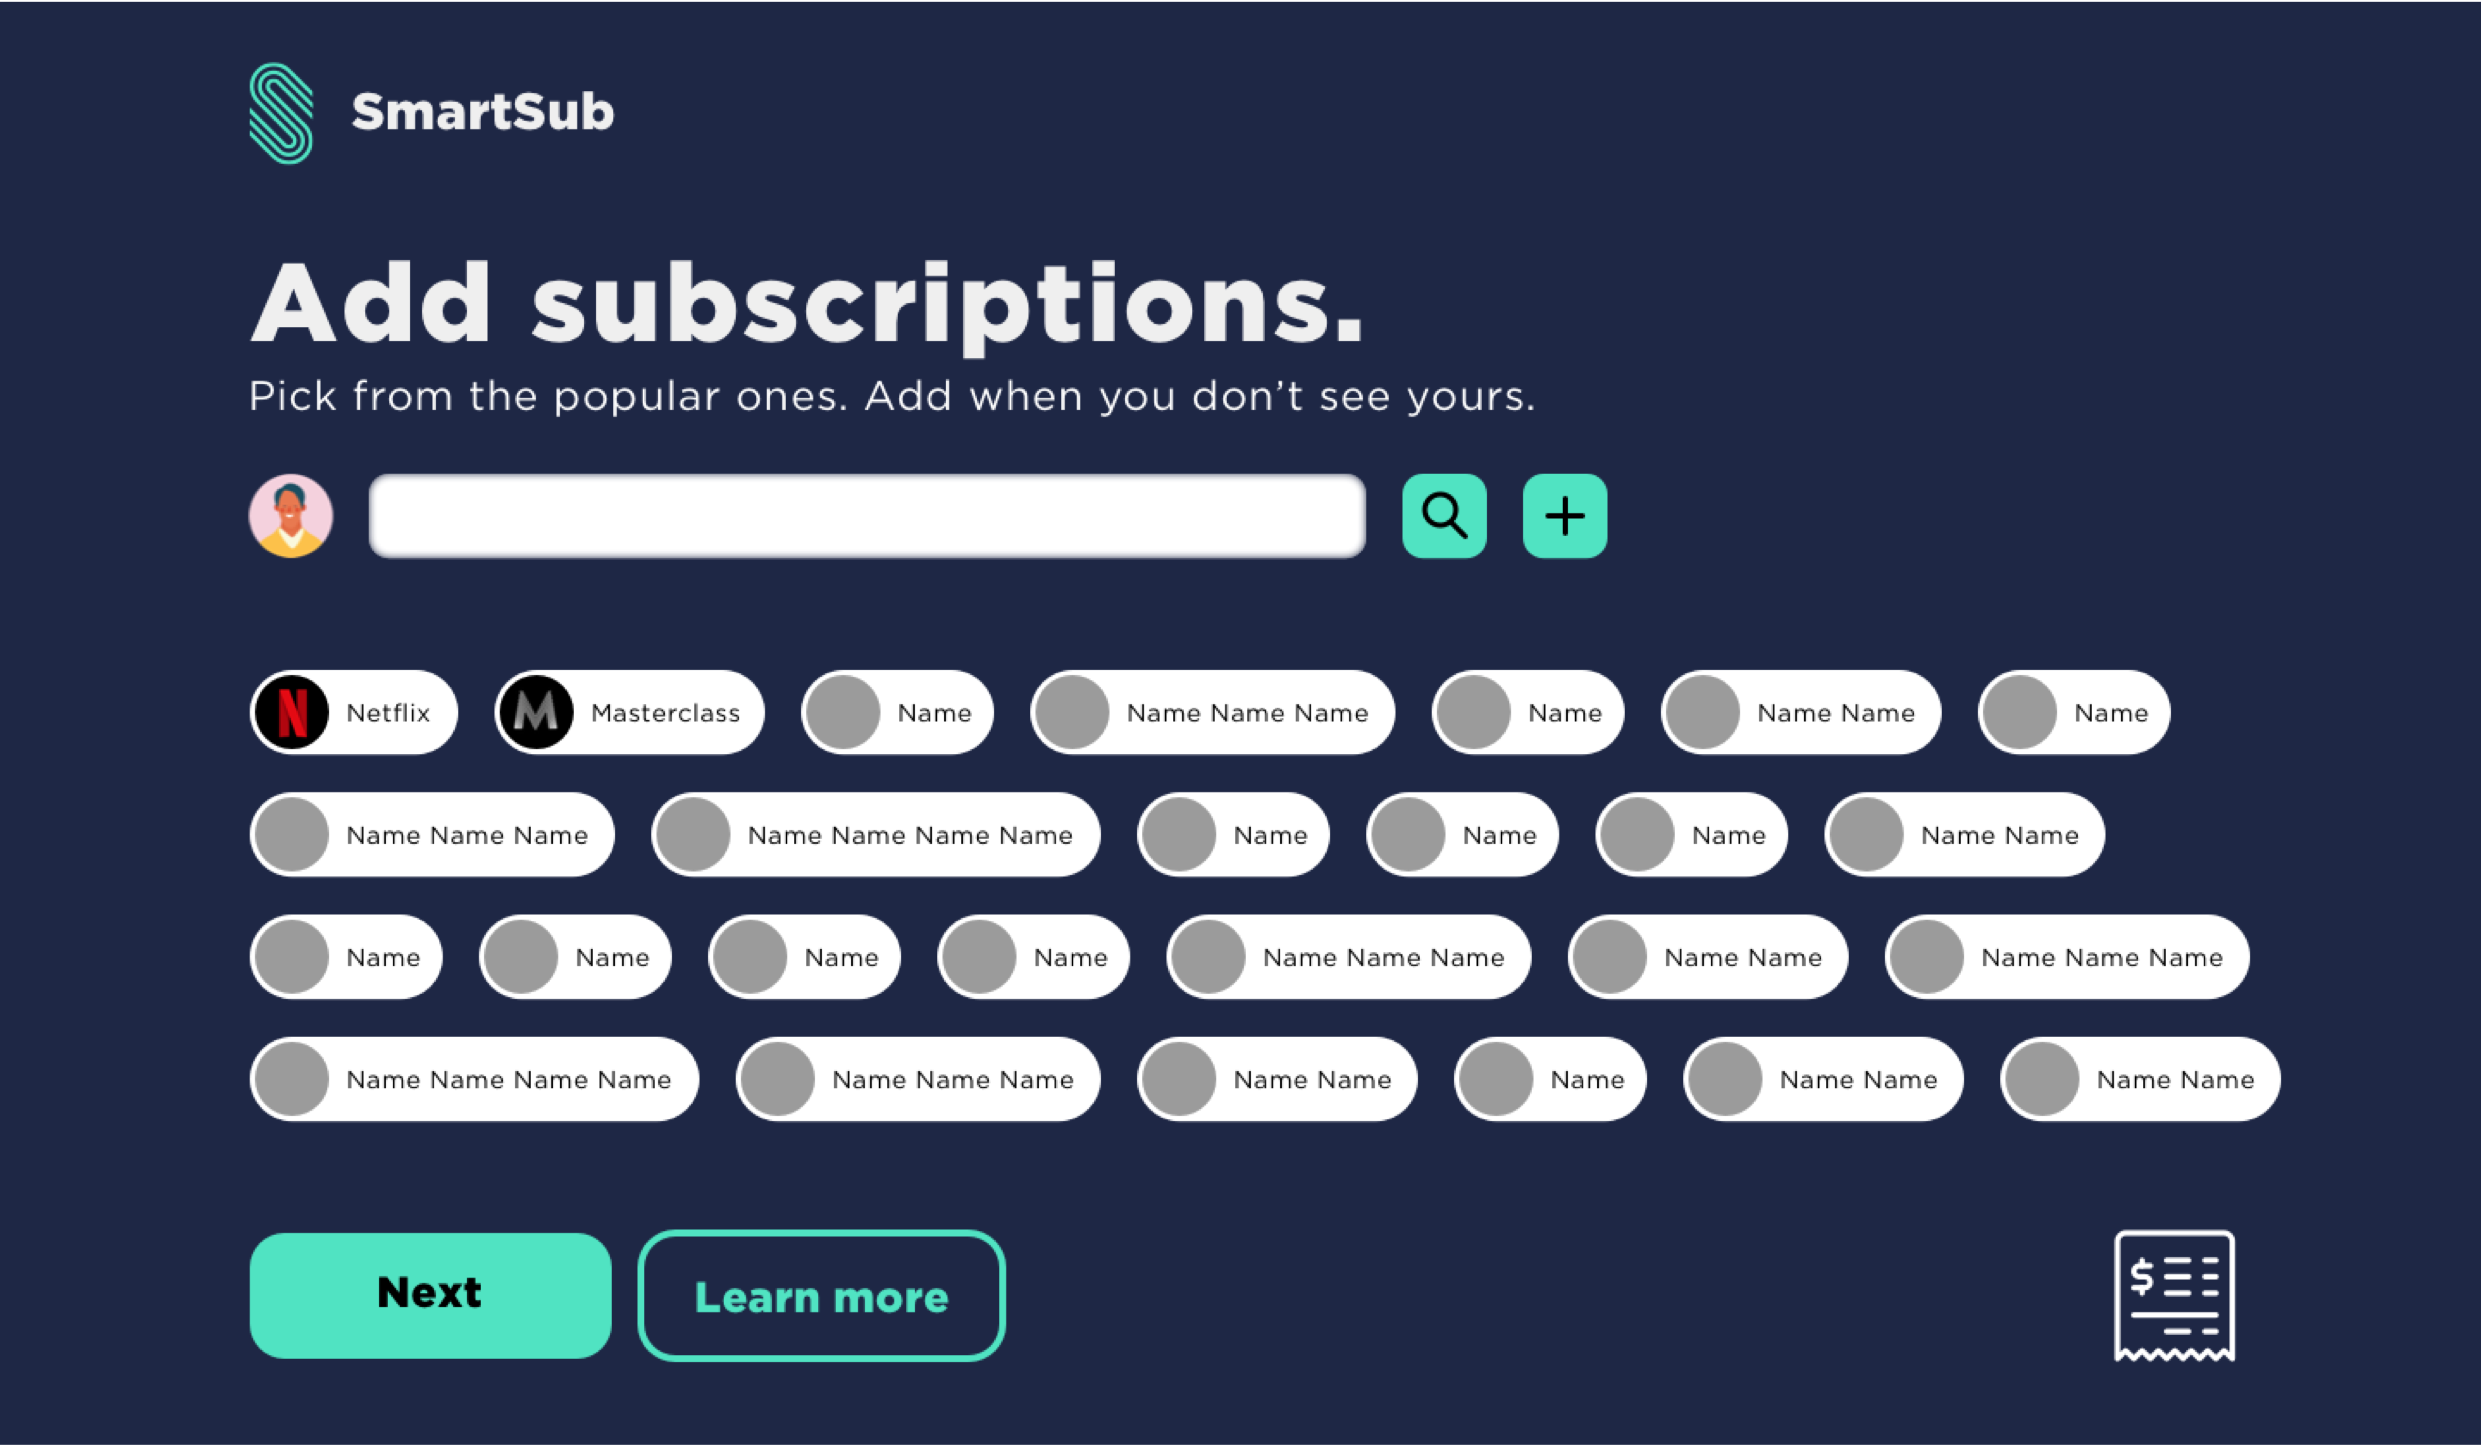 SmartSub
Add subscriptions.
Pick from the popular ones. Add when you don’t see yours.
N Netflix M Masterclass Name Name Name Name Name Name Name Name
Name Name Name Name Name Name Name Name Name Name Name Name
Name Name Name Name Name Name Name Name Name Name Name Name
Name Name Name Name Name Name Name Name Name Name Name Name Name Name
Next Learn more $